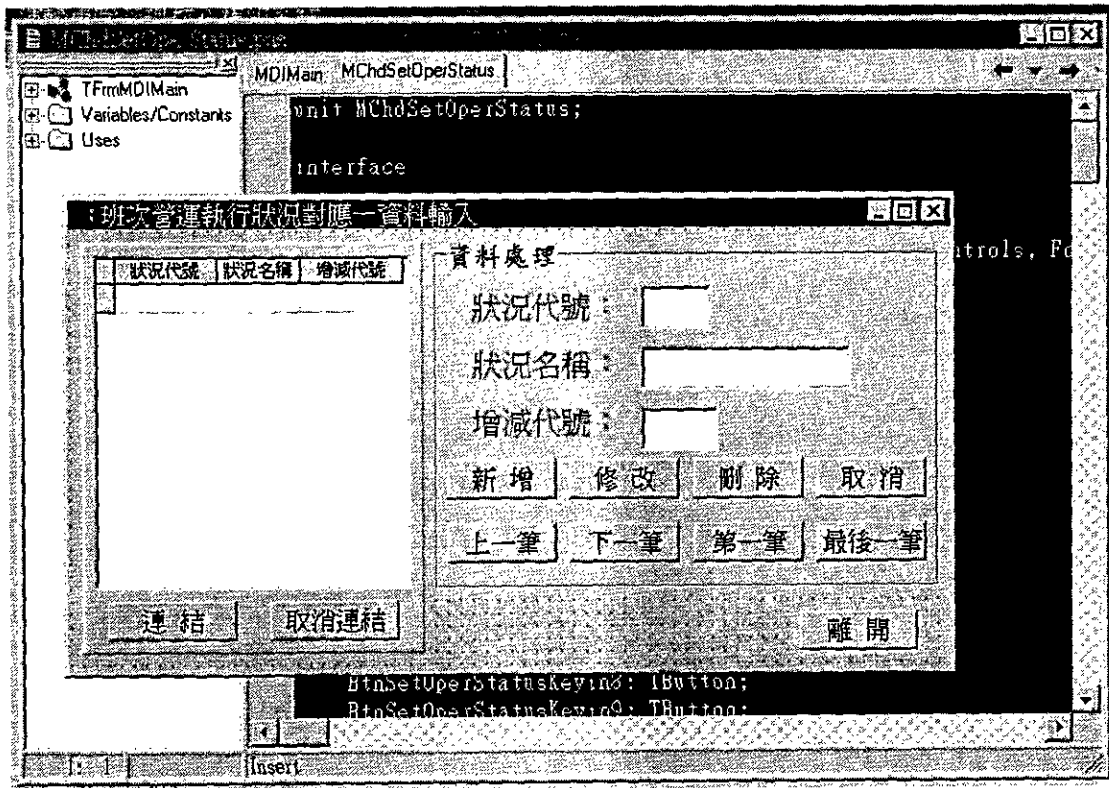 MChdSetOperStatus.pas
TFrmMDIMain
Variables/Constants
Uses
MDIMain MChdSetOperStatus
unit MChdSetOperStatus;
interface
ntrols, Fo
:班次營運執行狀況對應一資料輸入
狀況代號 狀況名稱 增減代號
資料處理
狀況代號:
狀況名稱:
增減代號:
新增 修改 刪除 取消
上一筆 下一筆 第一筆 最後一筆
連結 取消連結
離開
BtnSetOperStatusKeyin8: TButton;
BtnSetOperStatusKeyin9: TButton;
1: 1 Insert